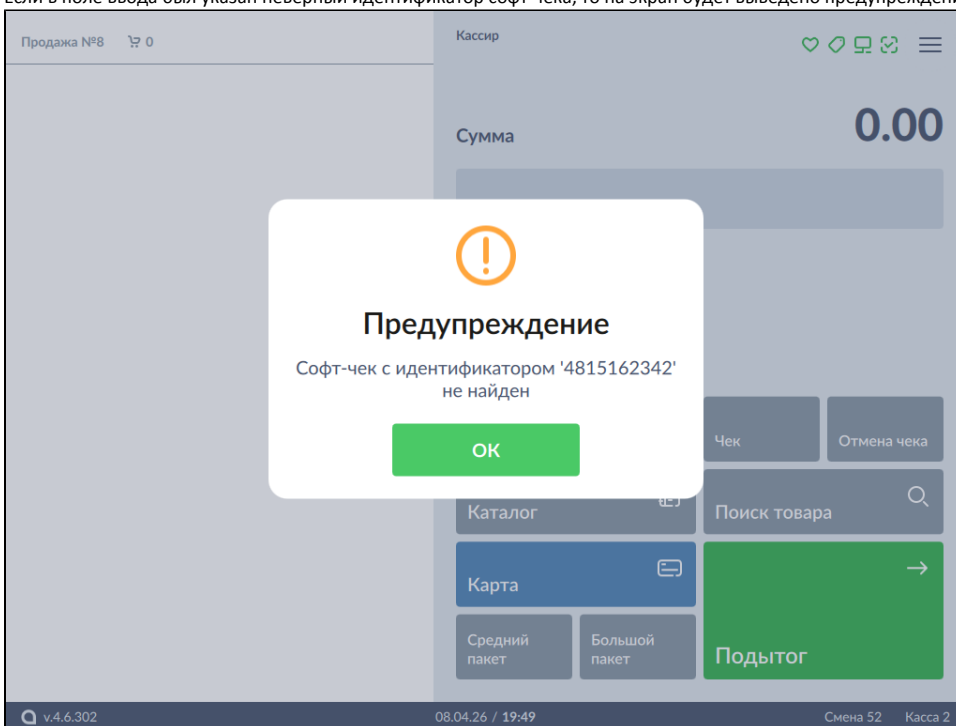 Если в поле ввода был указан неверный идентификатор софт-чека, то на экран будет выведено
Продажа №8 0
Кассир
Сумма
0.00
Предупреждение
Софт-чек с идентификатором '4815162342'
не найден
ОК
Чек
Отмена чека
Каталог
Поиск товара
Карта
Средний
пакет
Большой
пакет
Подытог
v.4.6.302
08.04.26 / 19:49
Смена 52 Касса 2